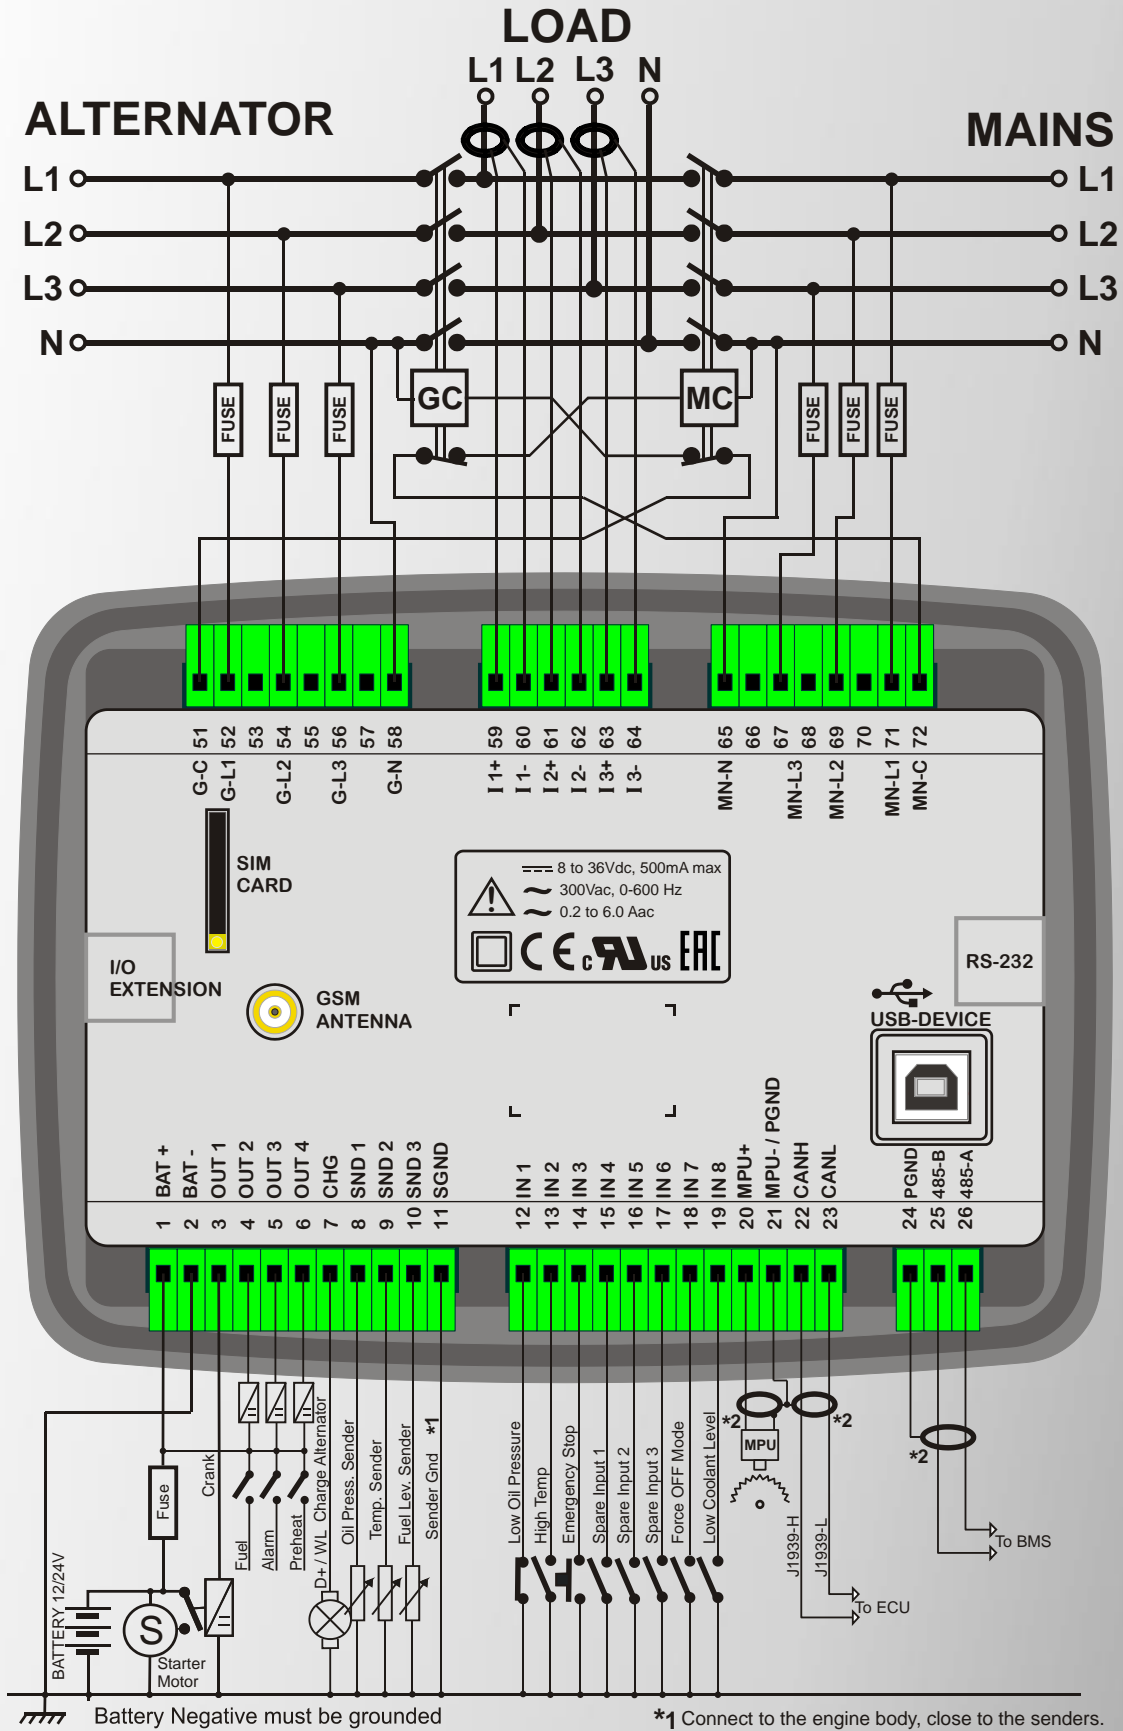 LOAD
L1 L2 L3 N
ALTERNATOR
MAINS
L1
L1
L2
L2
L3
L3
N
N
GC
MC
FUSE
FUSE
FUSE
FUSE
FUSE
FUSE
51
52
53
54
55
56
57
58
59
60
61
62
63
64
65
66
67
68
69
70
71
72
G-C
G-L1
G-L2
G-L3
G-N
I 1+
I 1-
I 2+
I 2-
I 3+
I 3-
MN-N
MN-L3
MN-L2
MN-L1
MN-C
SIM
CARD
8 to 36Vdc, 500mA max
300Vac, 0-600 Hz
0.2 to 6.0 Aac
CE c RU US EAC
I/O
EXTENSION
RS-232
GSM
ANTENNA
USB-DEVICE
BAT +
BAT -
OUT 1
OUT 2
OUT 3
OUT 4
CHG
SND 1
SND 2
SND 3
SGND
IN 1
IN 2
IN 3
IN 4
IN 5
IN 6
IN 7
IN 8
MPU+
MPU- / PGND
CANH
CANL
PGND
485-B
485-A
1
2
3
4
5
6
7
8
9
10
11
12
13
14
15
16
17
18
19
20
21
22
23
24
25
26
Fuse
Crank
Fuel
Alarm
Preheat
D+ / WL Charge Alternator
Oil Press. Sender
Temp. Sender
Fuel Lev. Sender
Sender Gnd *1
Low Oil Pressure
High Temp
Emergency Stop
Spare Input 1
Spare Input 2
Spare Input 3
Force OFF Mode
Low Coolant Level
*2
*2
MPU
*2
J1939-H
J1939-L
To BMS
To ECU
BATTERY 12/24V
S
Starter
Motor
Battery Negative must be grounded
*1 Connect to the engine body, close to the senders.